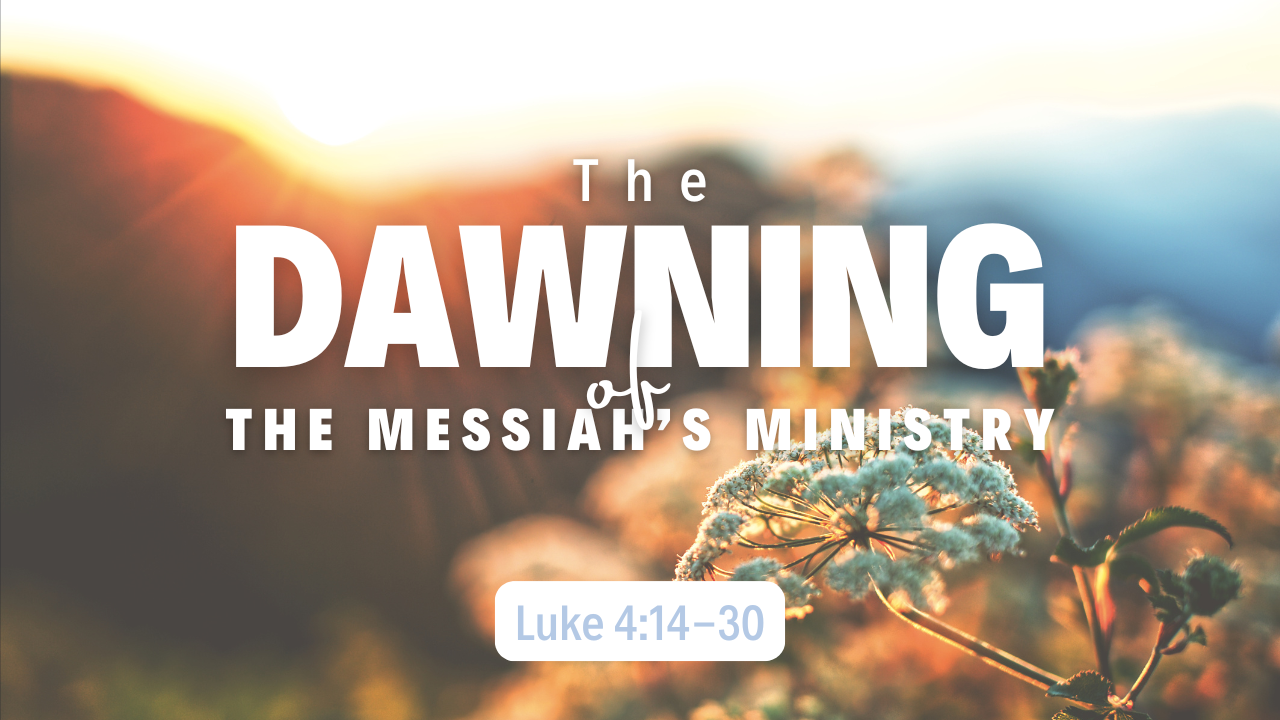 The
DAWNING
of
THE MESSIAH'S MINISTRY
Luke 4:14–30